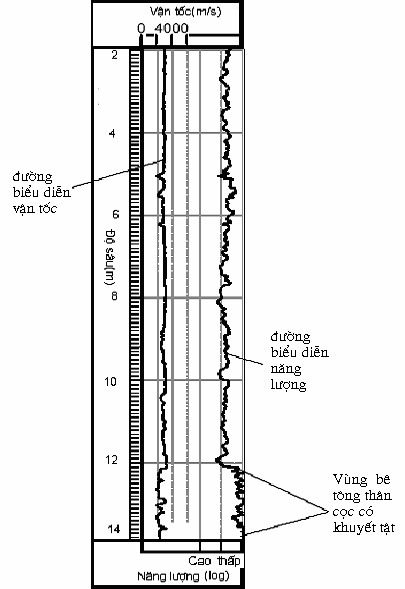 Vận tốc(m/s)
0 4000
2
4
đường
biểu diễn
vận tốc
6
Độ sâu(m)
8
đường
biểu diễn
năng
lượng
10
12
Vùng bê
tông thân
cọc có
khuyết tật
14
Cao thấp
Năng lượng (log)